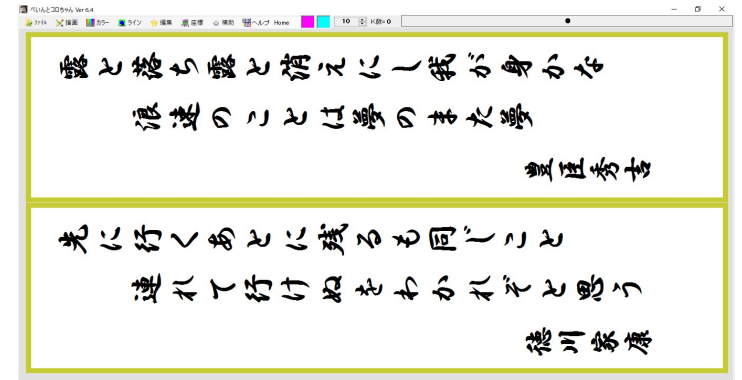 ぺいんとコロちゃん Ver 6.4
ファイル 描画 カラー ライン 編集 座標 補助 ヘルプ Home 10 K数= 0
露と落ち露と消えにし我が身かな
浪速のことは夢のまた夢
豊臣秀吉
先に行くあとに残るも同じこと
連れて行けぬをわかれぞと思う
徳川家康